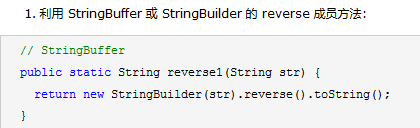 1. 利用 StringBuffer 或 StringBuilder 的 reverse 成员方法:
// StringBuffer
public static String reverse1(String str) {
  return new StringBuilder(str).reverse().toString();
}